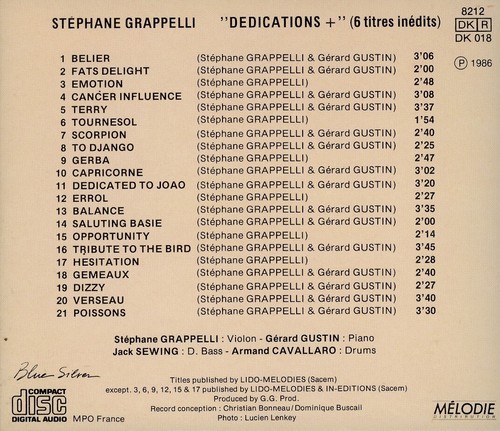 STÉPHANE GRAPPELLI "DEDICATIONS +" (6 titres inédits)
8212
DK R
DK 018
Ⓟ 1986
1 BELIER (Stéphane GRAPPELLI & Gérard GUSTIN) 3'06
2 FATS DELIGHT (Stéphane GRAPPELLI & Gérard GUSTIN) 2'00
3 EMOTION (Stéphane GRAPPELLI) 2'48
4 CANCER INFLUENCE (Stéphane GRAPPELLI & Gérard GUSTIN) 3'08
5 TERRY (Stéphane GRAPPELLI & Gérard GUSTIN) 3'37
6 TOURNESOL (Stéphane GRAPPELLI) 1'54
7 SCORPION (Stéphane GRAPPELLI & Gérard GUSTIN) 2'40
8 TO DJANGO (Stéphane GRAPPELLI & Gérard GUSTIN) 2'25
9 GERBA (Stéphane GRAPPELLI) 2'47
10 CAPRICORNE (Stéphane GRAPPELLI & Gérard GUSTIN) 3'02
11 DEDICATED TO JOAO (Stéphane GRAPPELLI & Gérard GUSTIN) 3'20
12 ERROL (Stéphane GRAPPELLI) 2'27
13 BALANCE (Stéphane GRAPPELLI & Gérard GUSTIN) 3'35
14 SALUTING BASIE (Stéphane GRAPPELLI & Gérard GUSTIN) 2'00
15 OPPORTUNITY (Stéphane GRAPPELLI) 2'14
16 TRIBUTE TO THE BIRD (Stéphane GRAPPELLI & Gérard GUSTIN) 3'45
17 HESITATION (Stéphane GRAPPELLI) 2'28
18 GEMEAUX (Stéphane GRAPPELLI & Gérard GUSTIN) 2'40
19 DIZZY (Stéphane GRAPPELLI & Gérard GUSTIN) 2'27
20 VERSEAU (Stéphane GRAPPELLI & Gérard GUSTIN) 3'40
21 POISSONS (Stéphane GRAPPELLI & Gérard GUSTIN) 3'30
Stéphane GRAPPELLI : Violon - Gérard GUSTIN : Piano
Jack SEWING : D. Bass - Armand CAVALLARO : Drums
Blue Silver
Titles published by LIDO-MELODIES (Sacem)
except. 3, 6, 9, 12, 15 & 17 published by LIDO-MELODIES & IN-EDITIONS (Sacem)
Produced by G.G. Prod.
Record conception : Christian Bonneau/Dominique Buscail
Photo : Lucien Lenkey
COMPACT
disc
DIGITAL AUDIO
MPO France
MÉLODIE
DISTRIBUTION